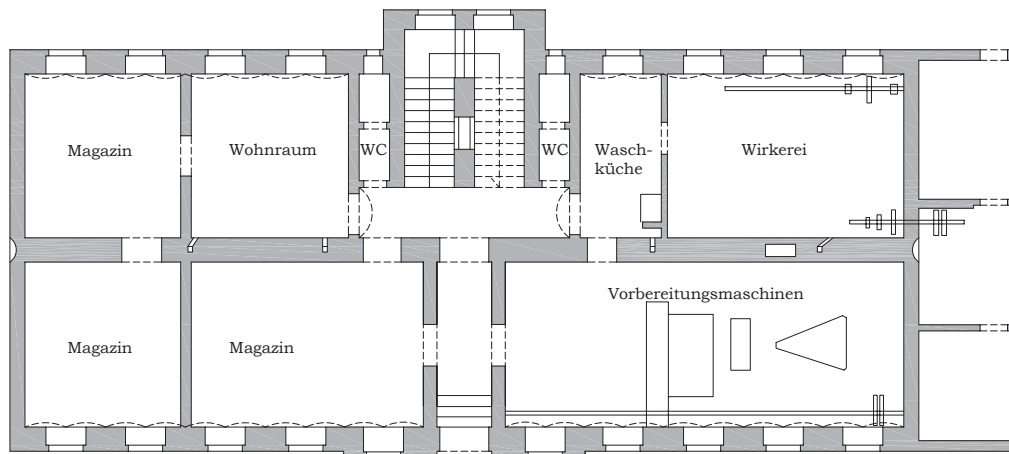 Magazin
Wohnraum
WC
WC
Wasch-
küche
Wirkerei
Magazin
Magazin
Vorbereitungsmaschinen